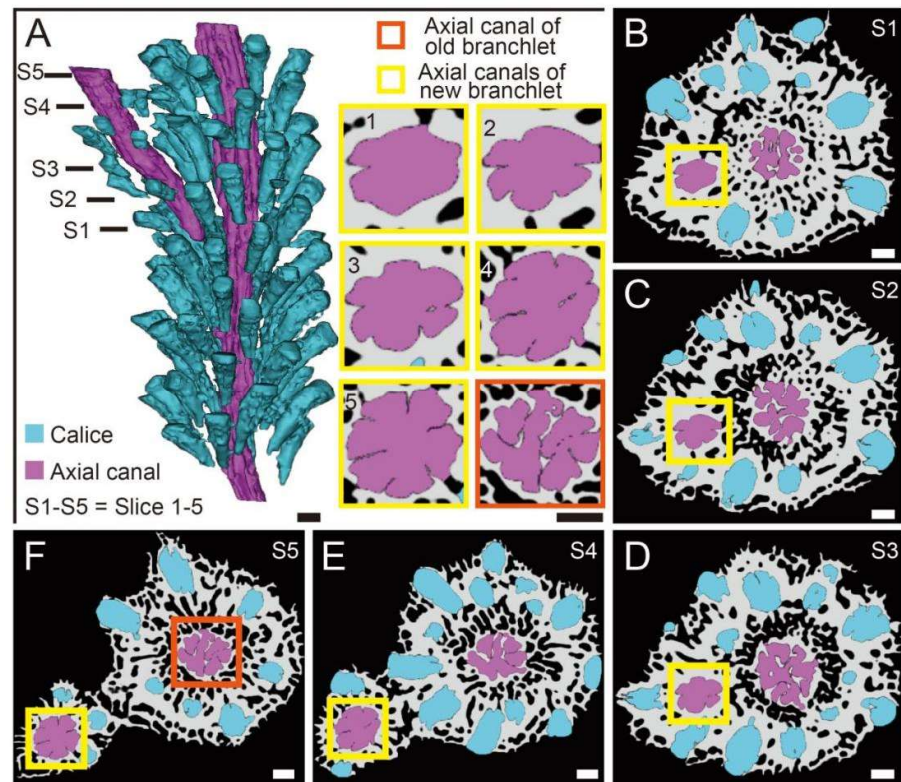 A
S5
S4
S3
S2
S1
Calice
Axial canal
S1-S5 = Slice 1-5
Axial canal of
old branchlet
Axial canals of
new branchlet
1
2
3
4
5
B
S1
C
S2
F
S5
E
S4
D
S3